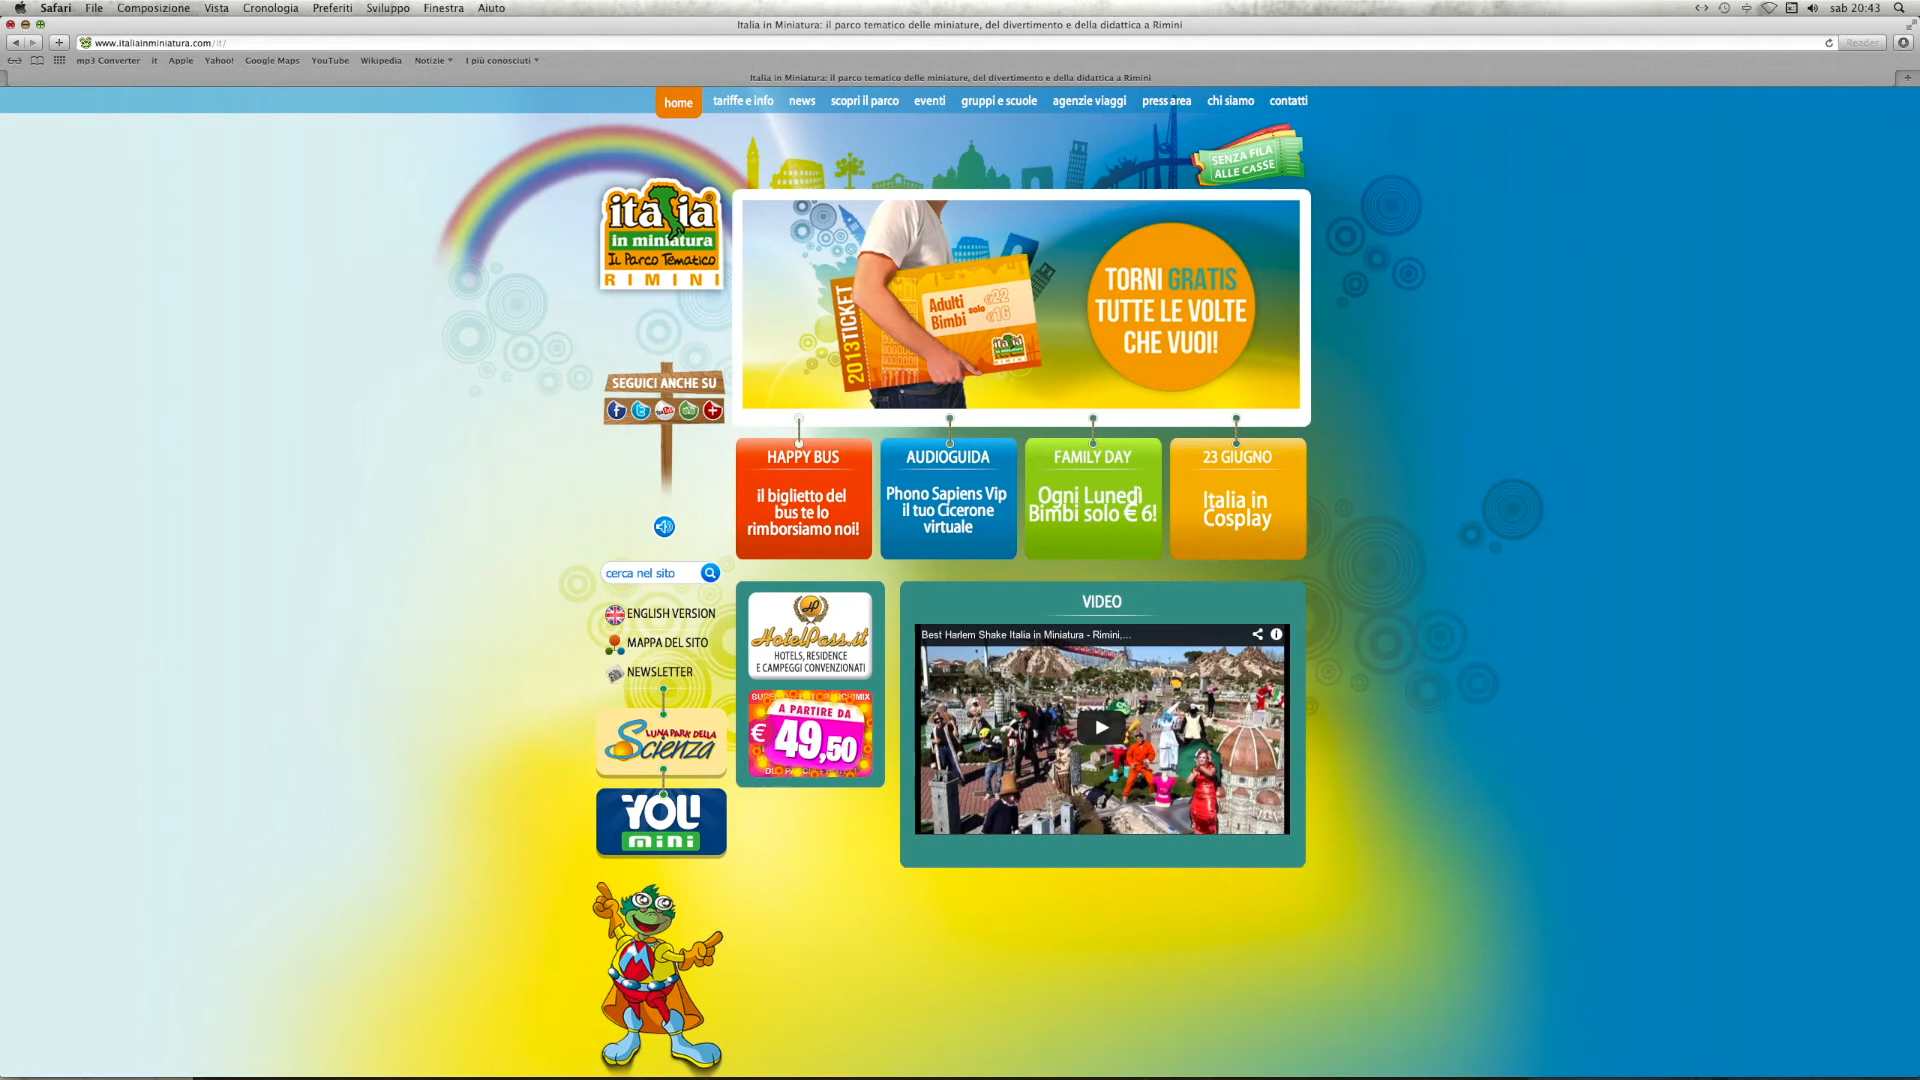 Safari File Composizione Vista Cronologia Preferiti Sviluppo Finestra Aiuto
sab 20:43
Italia in Miniatura: il parco tematico delle miniature, del divertimento e della didattica a Rimini
www.italiainminiatura.com/it/
Reader
mp3 Converter it Apple Yahoo! Google Maps YouTube Wikipedia Notizie I più conosciuti
Italia in Miniatura: il parco tematico delle miniature, del divertimento e della didattica a Rimini
home tariffe e info news scopri il parco eventi gruppi e scuole agenzie viaggi press area chi siamo contatti
SENZA FILA
ALLE CASSE
italia
in miniatura
IL Parco Tematico
RIMINI
2013 TICKET
Adulti solo €22
Bimbi €16
italia
in miniatura
RIMINI
TORNI GRATIS
TUTTE LE VOLTE
CHE VUOI!
SEGUICI ANCHE SU
HAPPY BUS
il biglietto del
bus te lo
rimborsiamo noi!
AUDIOGUIDA
Phono Sapiens Vip
il tuo Cicerone
virtuale
FAMILY DAY
Ogni Lunedì
Bimbi solo € 6!
23 GIUGNO
Italia in
Cosplay
cerca nel sito
ENGLISH VERSION
MAPPA DEL SITO
NEWSLETTER
LUNA PARK DELLA
Scienza
YOU
mini
HP
HotelPass.it
HOTELS, RESIDENCE
E CAMPEGGI CONVENZIONATI
A PARTIRE DA
€ 49,50
VIDEO
Best Harlem Shake Italia in Miniatura - Rimini,...
M